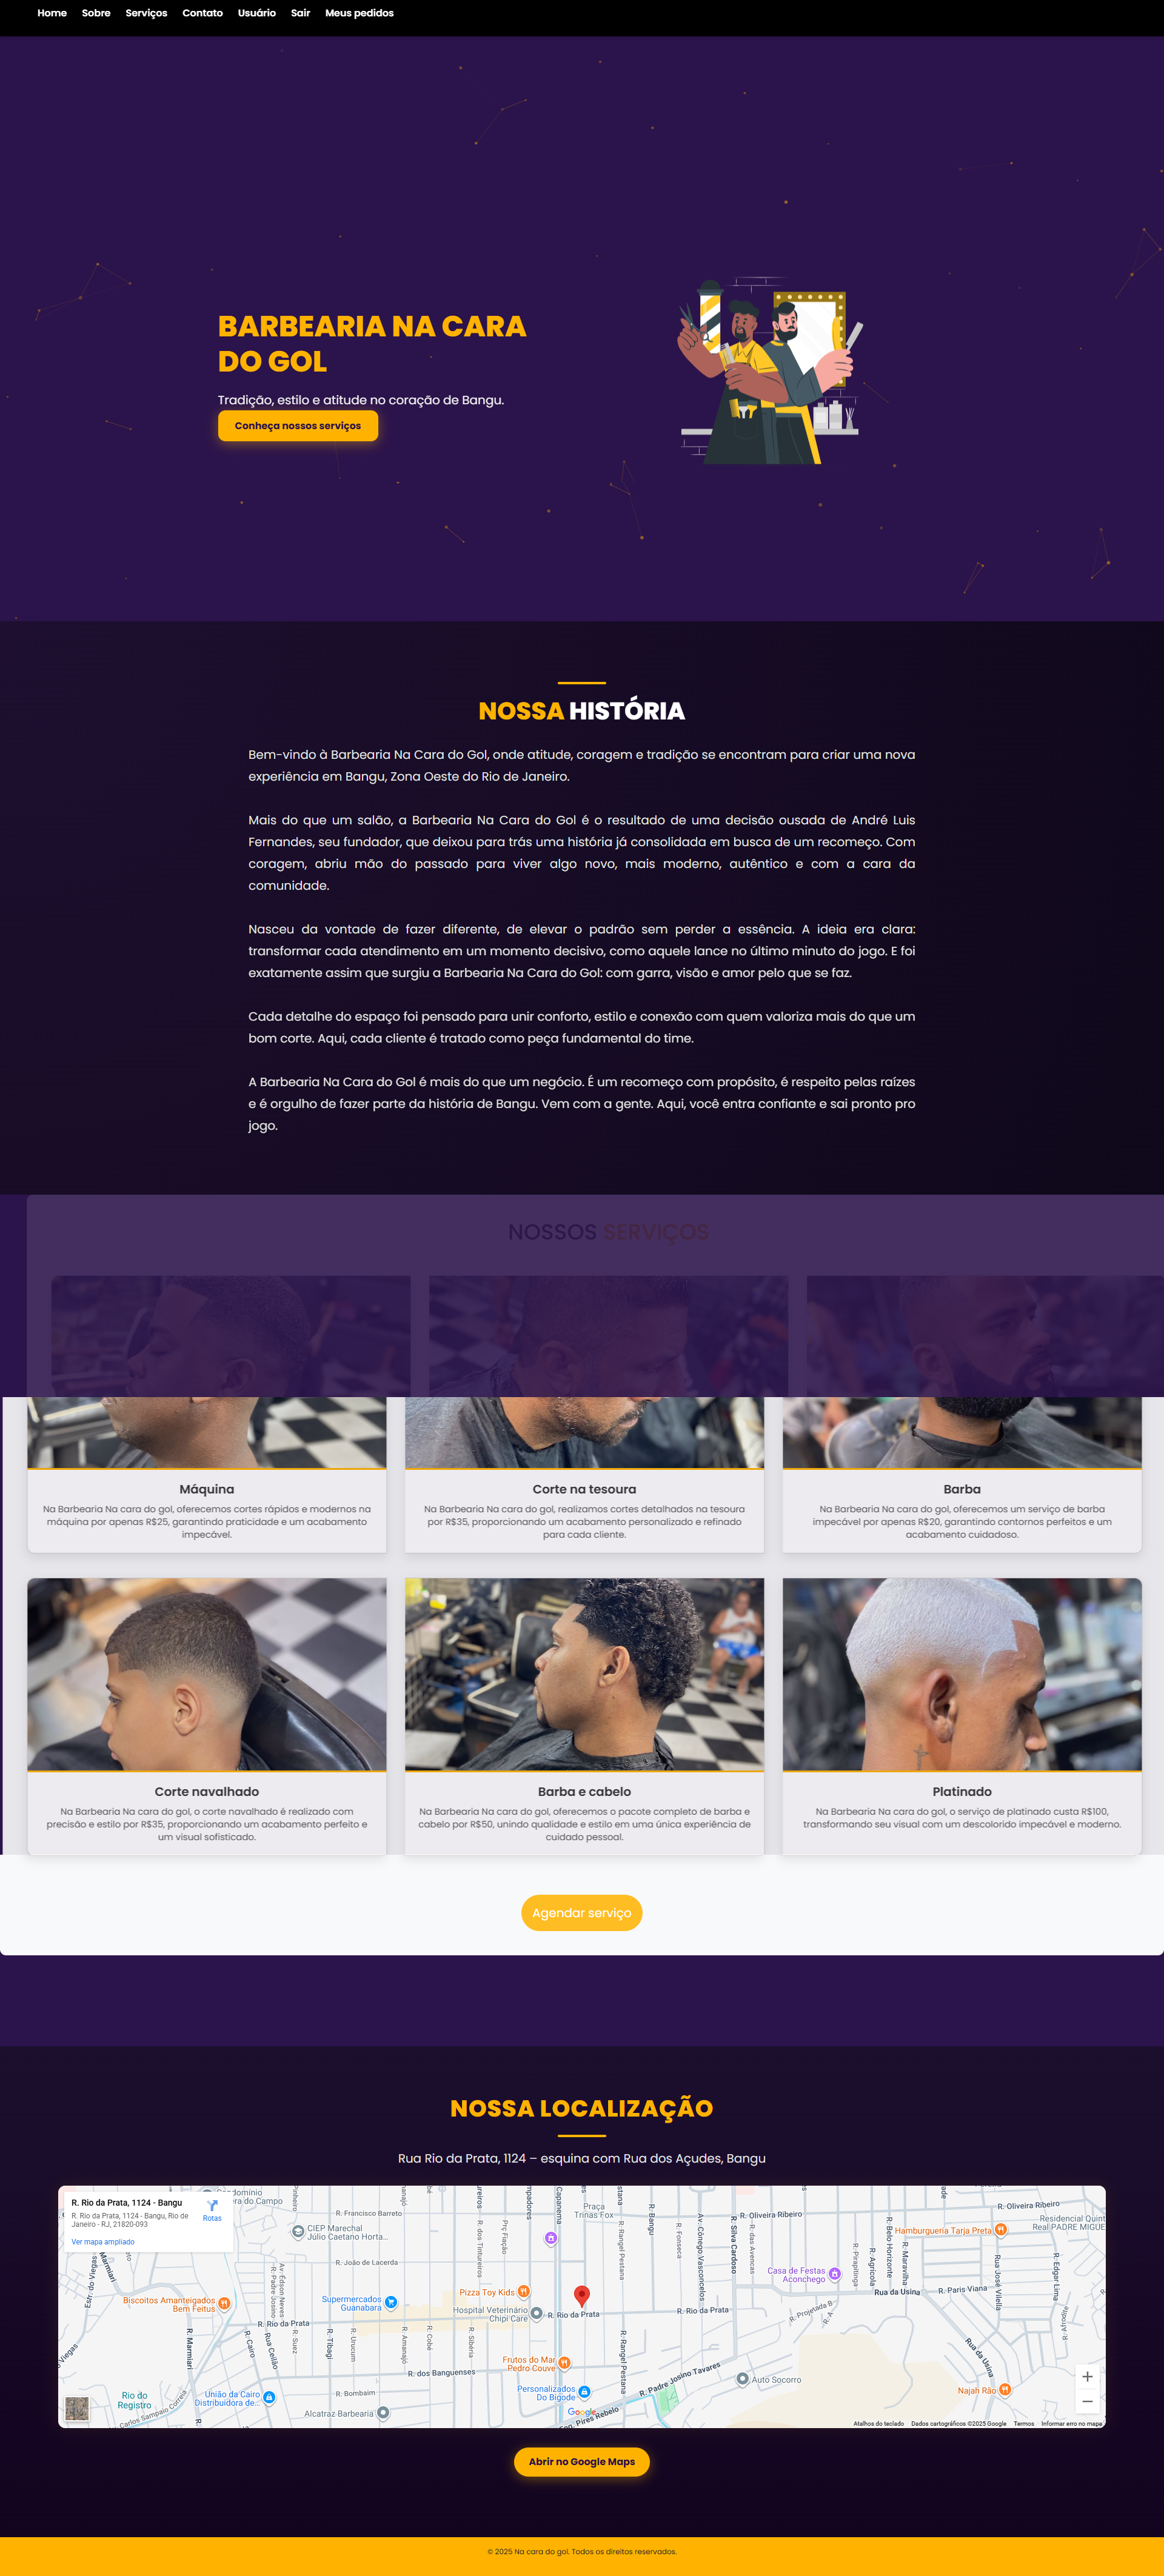 Home Sobre Serviços Contato Usuário Sair Meus pedidos
BARBEARIA NA CARA
DO GOL
Tradição, estilo e atitude no coração de Bangu.
Conheça nossos serviços
NOSSA HISTÓRIA
Bem-vindo à Barbearia Na Cara do Gol, onde atitude, coragem e tradição se encontram para criar uma nova
experiência em Bangu, Zona Oeste do Rio de Janeiro.
Mais do que um salão, a Barbearia Na Cara do Gol é o resultado de uma decisão ousada de André Luis
Fernandes, seu fundador, que deixou para trás uma história já consolidada em busca de um recomeço. Com
coragem, abriu mão do passado para viver algo novo, mais moderno, autêntico e com a cara da
comunidade.
Nasceu da vontade de fazer diferente, de elevar o padrão sem perder a essência. A ideia era clara:
transformar cada atendimento em um momento decisivo, como aquele lance no último minuto do jogo. E foi
exatamente assim que surgiu a Barbearia Na Cara do Gol: com garra, visão e amor pelo que se faz.
Cada detalhe do espaço foi pensado para unir conforto, estilo e conexão com quem valoriza mais do que um
bom corte. Aqui, cada cliente é tratado como peça fundamental do time.
A Barbearia Na Cara do Gol é mais do que um negócio. É um recomeço com propósito, é respeito pelas raízes
e é orgulho de fazer parte da história de Bangu. Vem com a gente. Aqui, você entra confiante e sai pronto pro
jogo.
NOSSOS SERVIÇOS
Máquina
Na Barbearia Na cara do gol, oferecemos cortes rápidos e modernos na
máquina por apenas R$25, garantindo praticidade e um acabamento
impecável.
Corte na tesoura
Na Barbearia Na cara do gol, realizamos cortes detalhados na tesoura
por R$35, proporcionando um acabamento personalizado e refinado
para cada cliente.
Barba
Na Barbearia Na cara do gol, oferecemos um serviço de barba
impecável por apenas R$20, garantindo contornos perfeitos e um
acabamento cuidadoso.
Corte navalhado
Na Barbearia Na cara do gol, o corte navalhado é realizado com
precisão e estilo por R$35, proporcionando um acabamento perfeito e
um visual sofisticado.
Barba e cabelo
Na Barbearia Na cara do gol, oferecemos o pacote completo de barba e
cabelo por R$50, unindo qualidade e estilo em uma única experiência de
cuidado pessoal.
Platinado
Na Barbearia Na cara do gol, o serviço de platinado custa R$100,
transformando seu visual com um descolorido impecável e moderno.
Agendar serviço
NOSSA LOCALIZAÇÃO
Rua Rio da Prata, 1124 – esquina com Rua dos Açudes, Bangu
R. Rio da Prata, 1124 - Bangu
R. Rio da Prata, 1124 - Bangu, Rio de
Janeiro - RJ, 21820-093
Rotas
Ver mapa ampliado
R. Francisco Barreto
CIEP Marechal
Júlio Caetano Horta...
R. João de Lacerda
Biscoitos Amanteigados
Bem Feitus
Supermercados
Guanabara
Pizza Toy Kids
Hospital Veterinário
Chipi Care
R. Rio da Prata
R. Rio da Prata
R. Rio da Prata
Praça
Trinas Fox
R. Oliveira Ribeiro
R. Oliveira Ribeiro
Hamburgueria Tarja Preta
Residencial Quint
Real PADRE MIGUE
Casa de Festas
Aconchego
Rua da Usina
R. Paris Viana
R. Projetada B
Rua da Usina
Frutos do Mar
Pedro Couve
R. dos Banguenses
Personalizados
Do Bigode
R. Padre Josino Tavares
Auto Socorro
Najah Rão
Rio do
Registro
União da Cairo
Distribuidora de...
R. Bombaim
Alcatraz Barbearia
Carlos Sampaio Correia
Google
Atalhos do teclado Dados cartográficos ©2025 Google Termos Informar erro no mapa
Abrir no Google Maps
© 2025 Na cara do gol. Todos os direitos reservados.